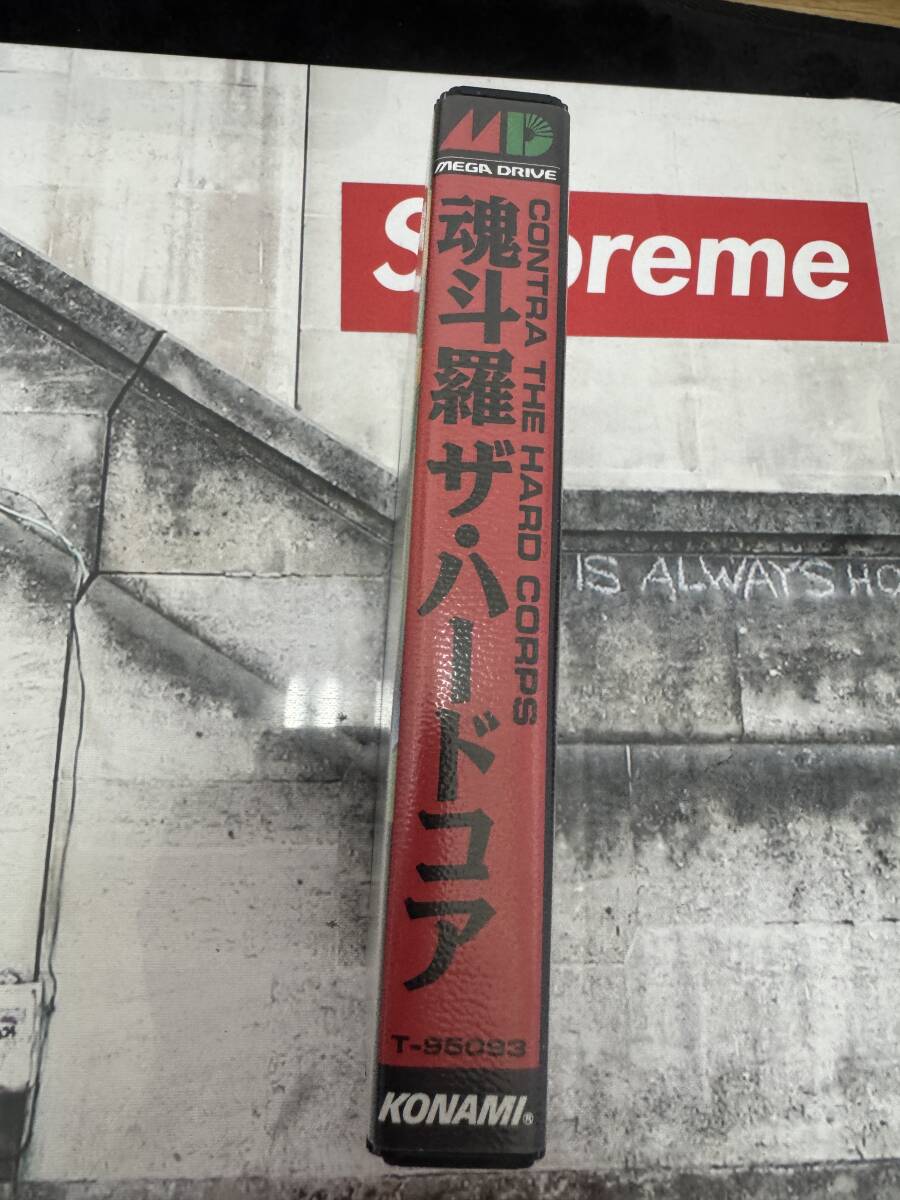 MD
MEGA DRIVE
魂斗羅 ザ・ハードコア
CONTRA THE HARD CORPS
T-95093
KONAMI®
Supreme
IS ALWAYS HO